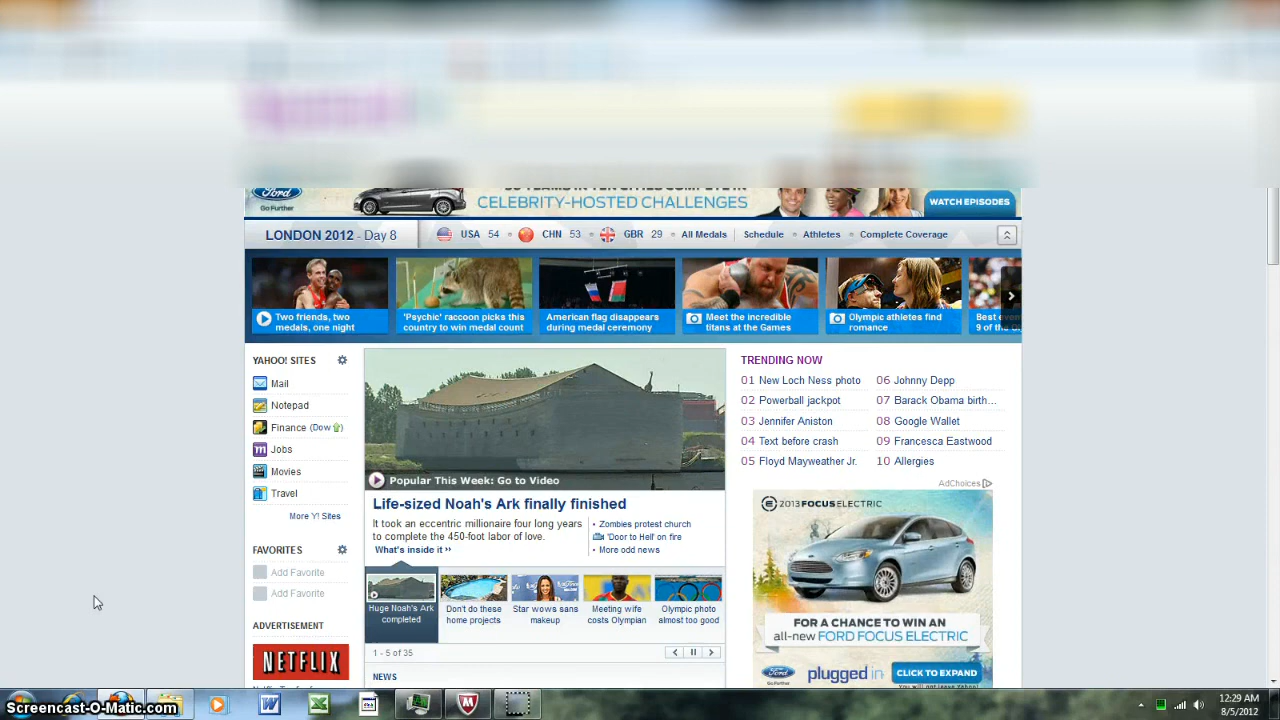 Ford
Go Further
CELEBRITY-HOSTED CHALLENGES
WATCH EPISODES
LONDON 2012 - Day 8
USA 54
CHN 53
GBR 29
All Medals
Schedule
Athletes
Complete Coverage
Two friends, two
medals, one night
'Psychic' raccoon picks this
country to win medal count
American flag disappears
during medal ceremony
Meet the incredible
titans at the Games
Olympic athletes find
romance
9 of the
YAHOO! SITES
Mail
Notepad
Finance (Dow)
Jobs
Movies
Travel
More Y! Sites
FAVORITES
Add Favorite
Add Favorite
ADVERTISEMENT
NETFLIX
Popular This Week: Go to Video
Life-sized Noah's Ark finally finished
It took an eccentric millionaire four long years
to complete the 450-foot labor of love.
What's inside it
Zombies protest church
'Door to Hell' on fire
More odd news
Huge Noah's Ark
completed
Don't do these
home projects
Star wows sans
makeup
Meeting wife
costs Olympian
Olympic photo
almost too good
1 - 5 of 35
NEWS
TRENDING NOW
01 New Loch Ness photo
02 Powerball jackpot
03 Jennifer Aniston
04 Text before crash
05 Floyd Mayweather Jr.
06 Johnny Depp
07 Barack Obama birth...
08 Google Wallet
09 Francesca Eastwood
10 Allergies
AdChoices
2013 FOCUS ELECTRIC
FOR A CHANCE TO WIN AN
all-new FORD FOCUS ELECTRIC
Ford
Go Further
plugged in
CLICK TO EXPAND
Screencast-O-Matic.com
12:29 AM
8/5/2012